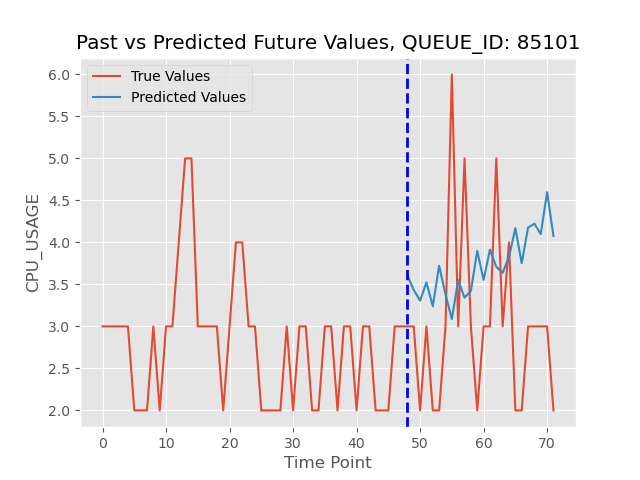 Past vs Predicted Future Values, QUEUE_ID: 85101
True Values
Predicted Values
6.0
5.5
5.0
4.5
4.0
3.5
3.0
2.5
2.0
CPU_USAGE
0 10 20 30 40 50 60 70
Time Point